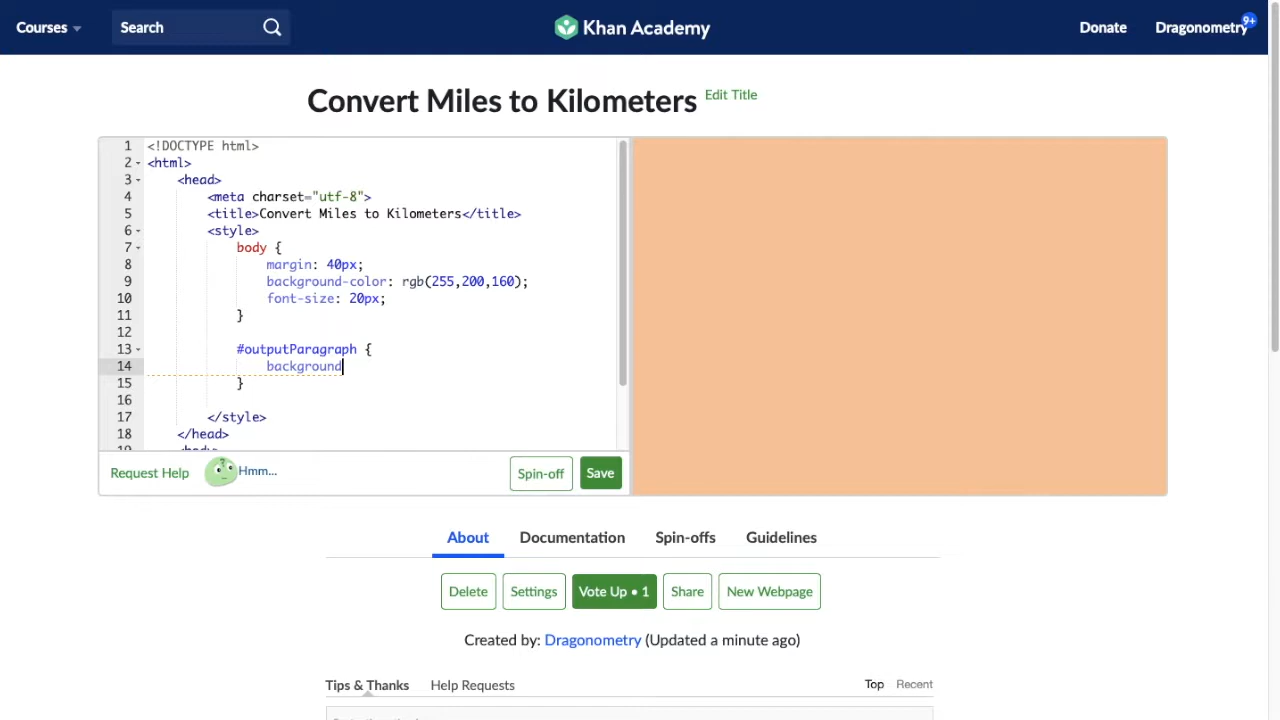 Courses
Search
Khan Academy
Donate
Dragonometry
9+
Convert Miles to Kilometers
Edit Title
1 <!DOCTYPE html>
2 <html>
3 <head>
4 <meta charset="utf-8">
5 <title>Convert Miles to Kilometers</title>
6 <style>
7 body {
8 margin: 40px;
9 background-color: rgb(255,200,160);
10 font-size: 20px;
11 }
12
13 #outputParagraph {
14 background
15 }
16
17 </style>
18 </head>
19 <body>
Request Help
Hmm...
Spin-off
Save
About
Documentation
Spin-offs
Guidelines
Delete
Settings
Vote Up • 1
Share
New Webpage
Created by: Dragonometry (Updated a minute ago)
Tips & Thanks
Help Requests
Top
Recent